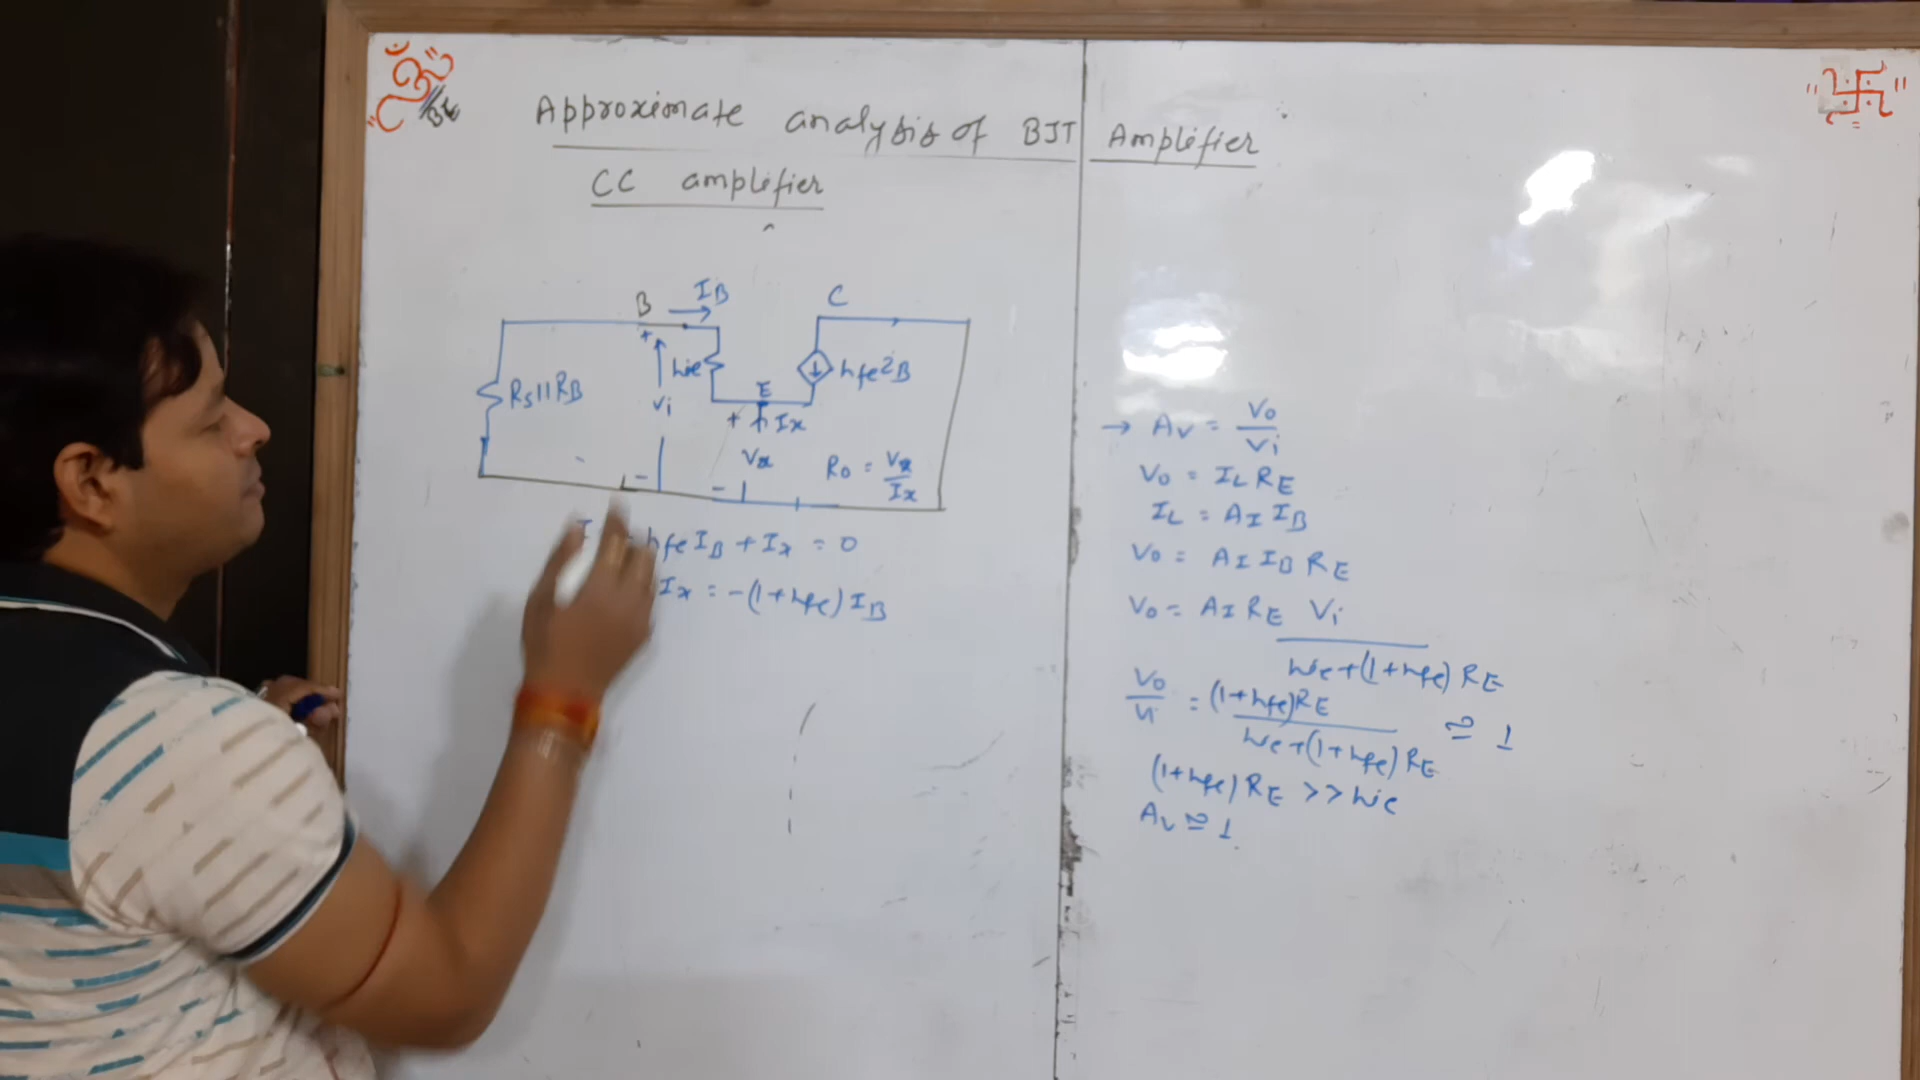 ॐ
BE
Approximate analysis of BJT Amplifier
CC amplifier
B IB C
+ hie hfe IB
Rs||RB Vi E
+ Ix
Vx Ro = Vx/Ix
- -
I hfe IB + Ix = 0
Ix = -(1+hfe) IB
→ Av = Vo/Vi
Vo = IL RE
IL = AI IB
Vo = AI IB RE
Vo = AI RE Vi/hie+(1+hfe) RE
Vo/Vi = (1+hfe)RE/hie+(1+hfe) RE ≅ 1
(1+hfe) RE >> hie
Av ≅ 1